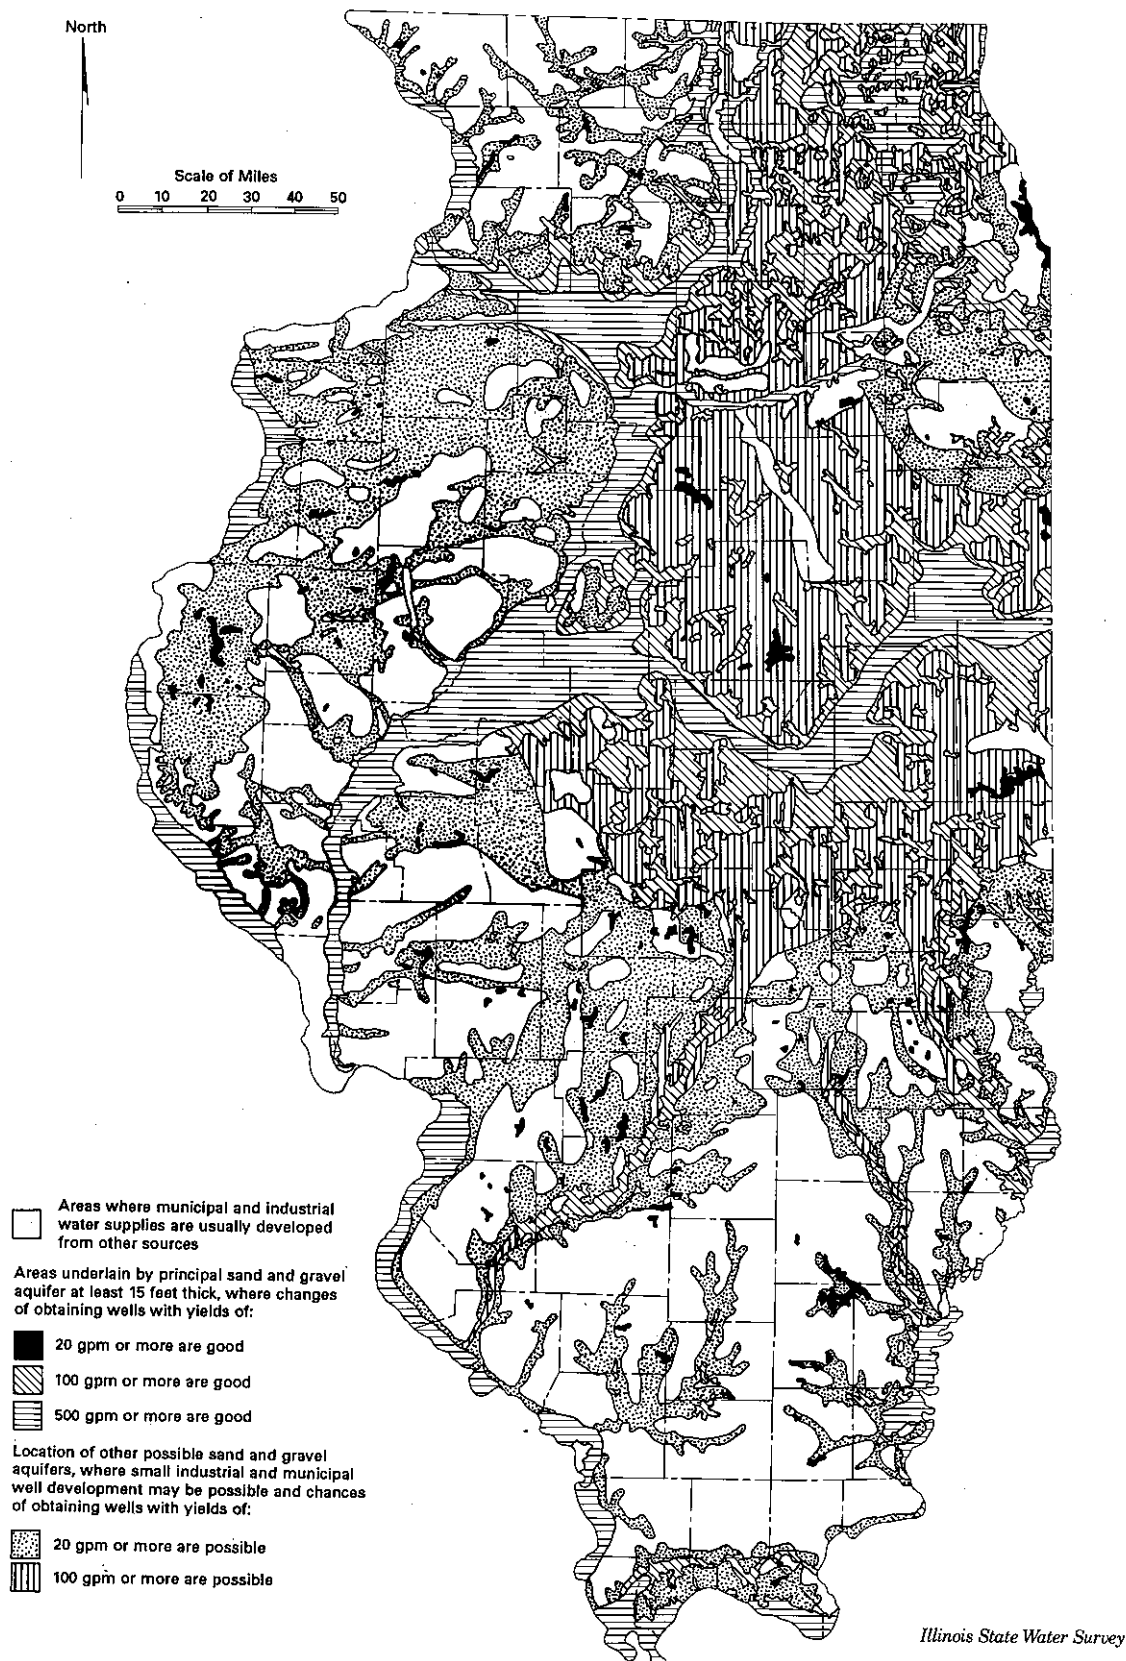 North
Scale of Miles
0 10 20 30 40 50
Areas where municipal and industrial
water supplies are usually developed
from other sources
Areas underlain by principal sand and gravel
aquifer at least 15 feet thick, where changes
of obtaining wells with yields of:
20 gpm or more are good
100 gpm or more are good
500 gpm or more are good
Location of other possible sand and gravel
aquifers, where small industrial and municipal
well development may be possible and chances
of obtaining wells with yields of:
20 gpm or more are possible
100 gpm or more are possible
Illinois State Water Survey